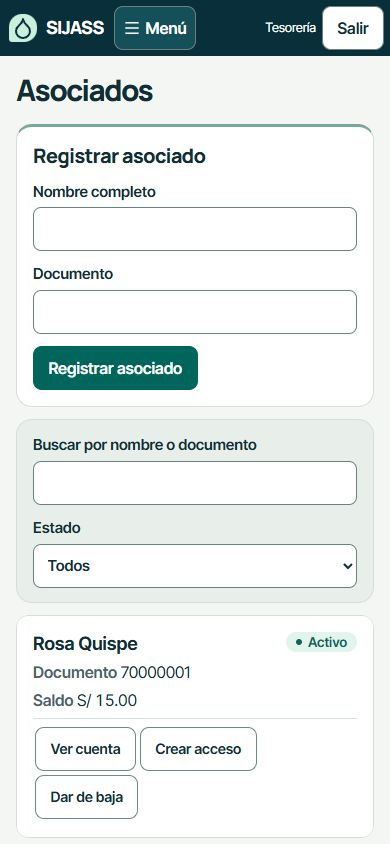 SIJASS
Menú
Tesorería
Salir
Asociados
Registrar asociado
Nombre completo
Documento
Registrar asociado
Buscar por nombre o documento
Estado
Todos
Rosa Quispe
Activo
Documento 70000001
Saldo S/ 15.00
Ver cuenta
Crear acceso
Dar de baja